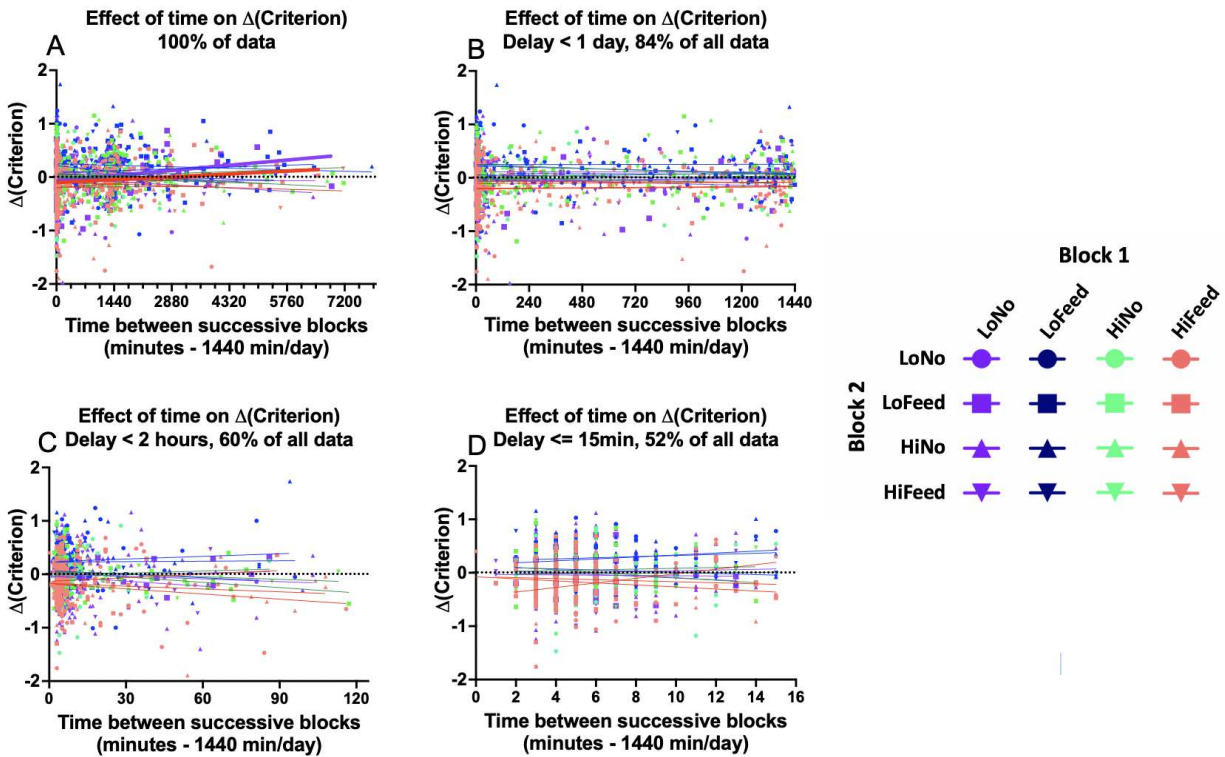 Effect of time on Δ(Criterion)
100% of data
A
2
1
0
-1
-2
Δ(Criterion)
0 1440 2880 4320 5760 7200
Time between successive blocks
(minutes - 1440 min/day)
Effect of time on Δ(Criterion)
Delay < 1 day, 84% of all data
B
2
1
0
-1
-2
Δ(Criterion)
0 240 480 720 960 1200 1440
Time between successive blocks
(minutes - 1440 min/day)
Effect of time on Δ(Criterion)
Delay < 2 hours, 60% of all data
C
2
1
0
-1
-2
Δ(Criterion)
0 30 60 90 120
Time between successive blocks
(minutes - 1440 min/day)
Effect of time on Δ(Criterion)
Delay <= 15min, 52% of all data
D
2
1
0
-1
-2
Δ(Criterion)
0 2 4 6 8 10 12 14 16
Time between successive blocks
(minutes - 1440 min/day)
Block 1
LoNo LoFeed HiNo HiFeed
Block 2
LoNo
LoFeed
HiNo
HiFeed